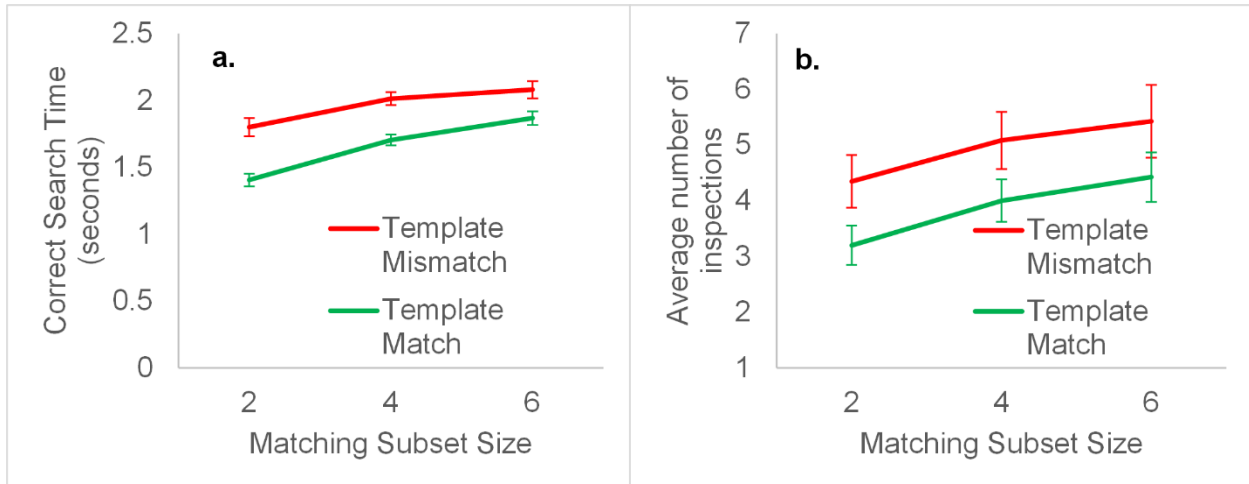 a.
Correct Search Time
(seconds)
2.5
2
1.5
1
0.5
0
2
4
6
Matching Subset Size
Template
Mismatch
Template
Match
b.
Average number of
inspections
7
6
5
4
3
2
1
2
4
6
Matching Subset Size
Template
Mismatch
Template
Match